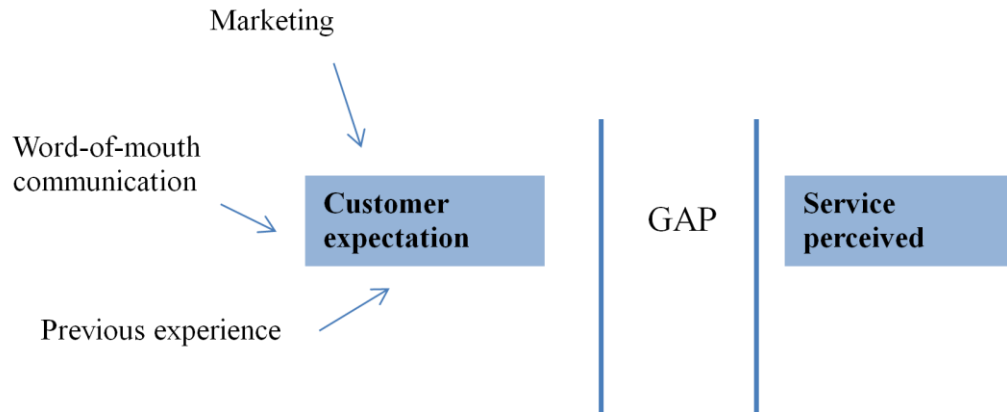 Marketing
Word-of-mouth
communication
Customer
expectation
GAP
Service
perceived
Previous experience